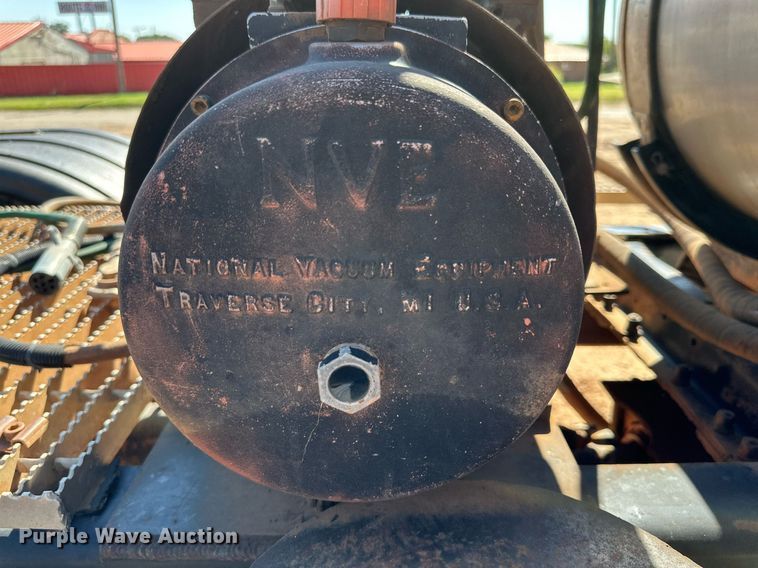 NVE
NATIONAL VACUUM EQUIPMENT
TRAVERSE CITY, MI U.S.A.
Purple Wave Auction